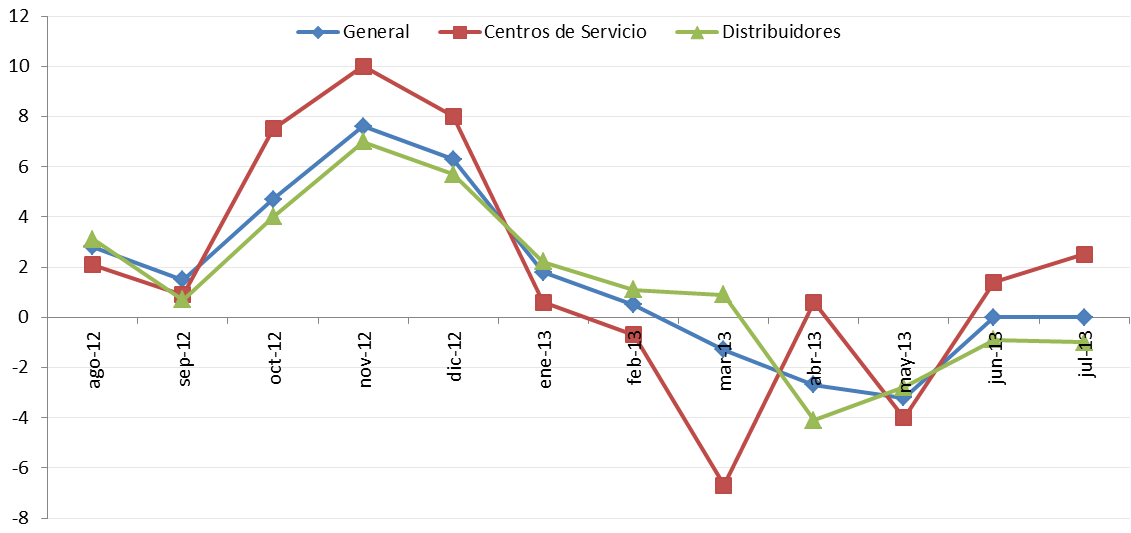 12
10
8
6
4
2
0
-2
-4
-6
-8
General
Centros de Servicio
Distribuidores
ago-12
sep-12
oct-12
nov-12
dic-12
ene-13
feb-13
mar-13
abr-13
may-13
jun-13
jul-13